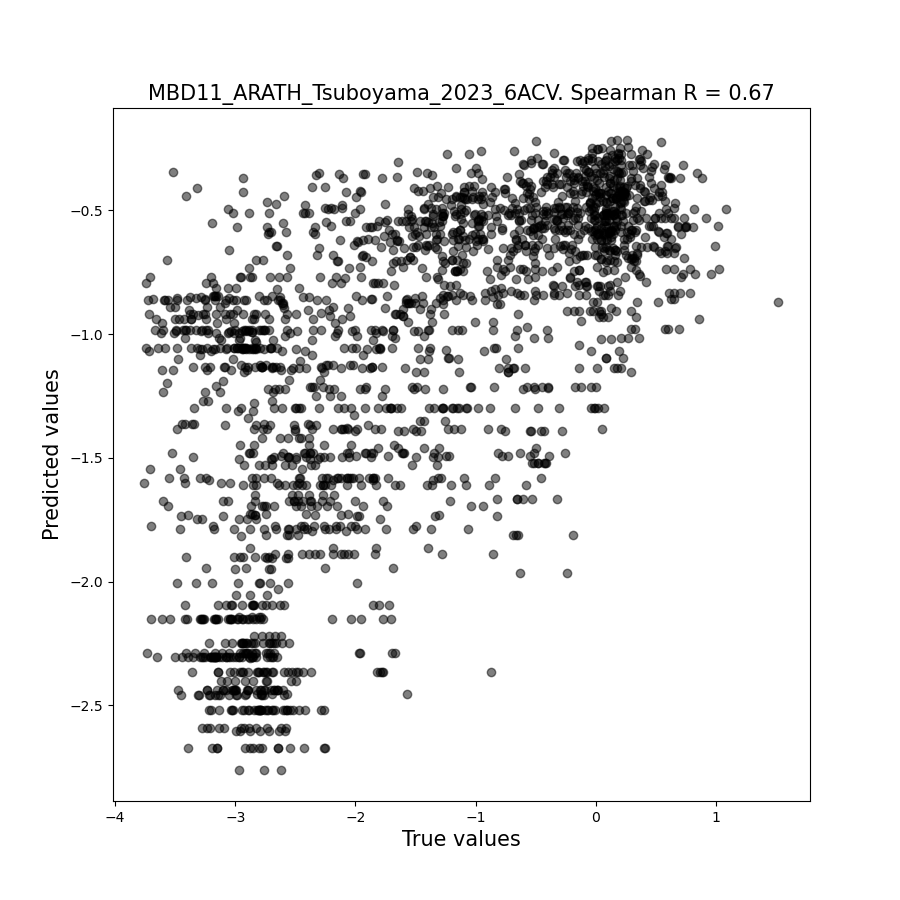 MBD11_ARATH_Tsuboyama_2023_6ACV. Spearman R = 0.67
−0.5
−1.0
−1.5
−2.0
−2.5
Predicted values
−4 −3 −2 −1 0 1
True values